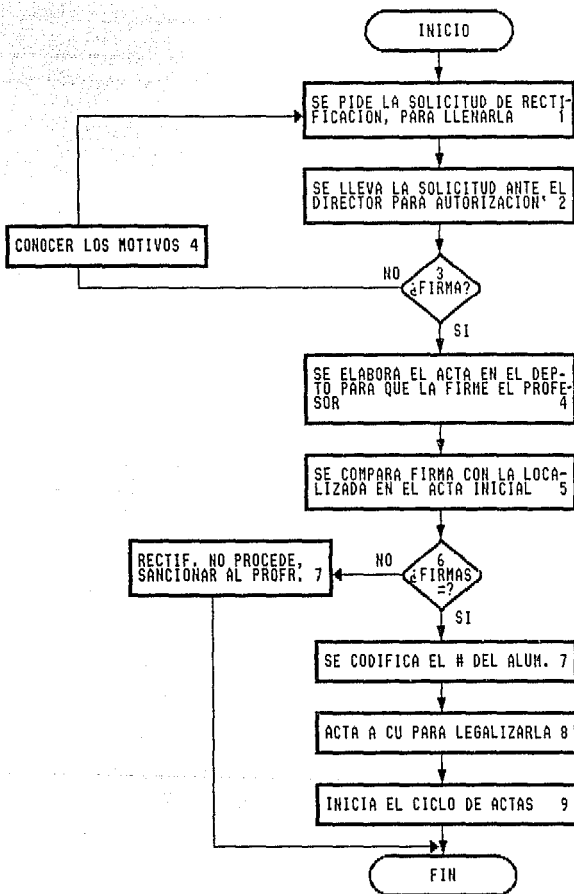 INICIO
SE PIDE LA SOLICITUD DE RECTI-
FICACIÓN, PARA LLENARLA 1
SE LLEVA LA SOLICITUD ANTE EL
DIRECTOR PARA AUTORIZACION' 2
CONOCER LOS MOTIVOS 4
NO
3
¿FIRMA?
SI
SE ELABORA EL ACTA EN EL DEP-
TO PARA QUE LA FIRME EL PROFE-
SOR 4
SE COMPARA FIRMA CON LA LOCA-
LIZADA EN EL ACTA INICIAL 5
RECTIF. NO PROCEDE,
SANCIONAR AL PROFR. 7
NO
6
¿FIRMAS
=?
SI
SE CODIFICA EL # DEL ALUM. 7
ACTA A CU PARA LEGALIZARLA 8
INICIA EL CICLO DE ACTAS 9
FIN